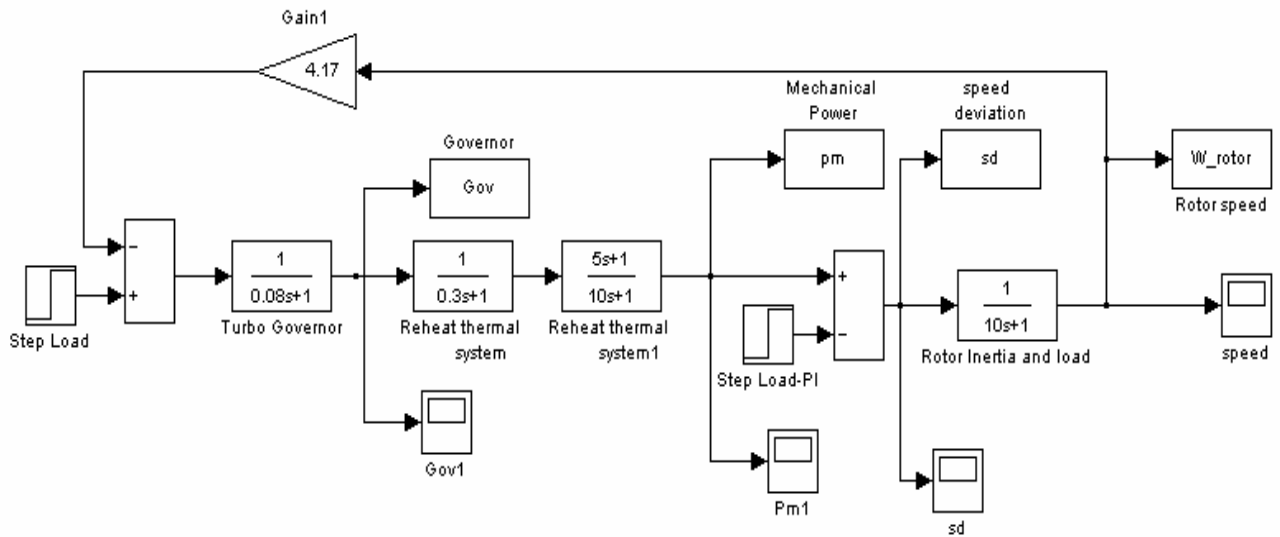 Gain1
4.17
Mechanical
Power
speed
deviation
Governor
pm
sd
W_rotor
Rotor speed
Gov
−
+
Step Load
1
0.08s+1
Turbo Governor
1
0.3s+1
Reheat thermal
system
5s+1
10s+1
Reheat thermal
system1
+
−
Step Load-Pl
1
10s+1
Rotor Inertia and load
speed
Gov1
Pm1
sd